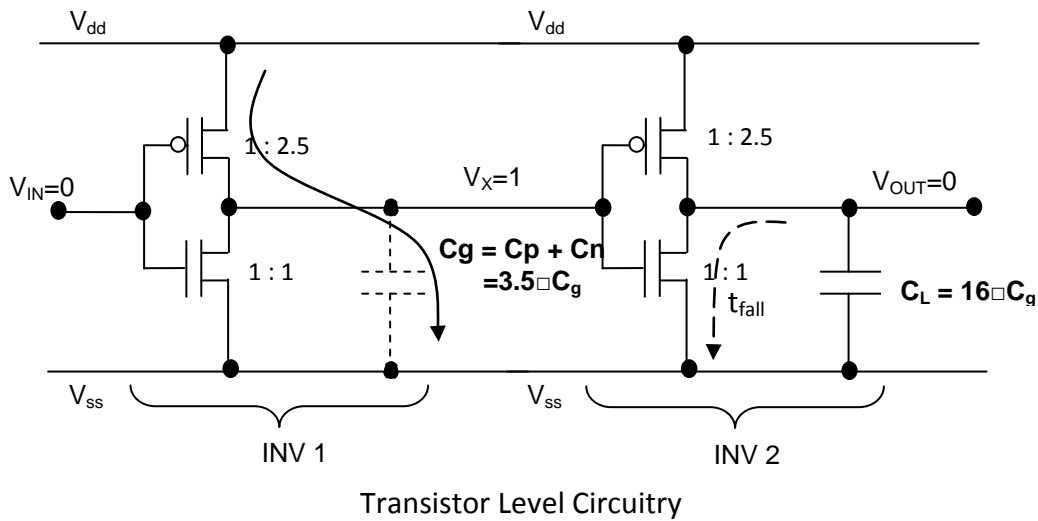 Vdd Vdd
1 : 2.5 1 : 2.5
VIN=0 VX=1 VOUT=0
Cg = Cp + Cn
=3.5□Cg
1 : 1 1 : 1
tfall
CL = 16□Cg
Vss Vss
INV 1 INV 2
Transistor Level Circuitry